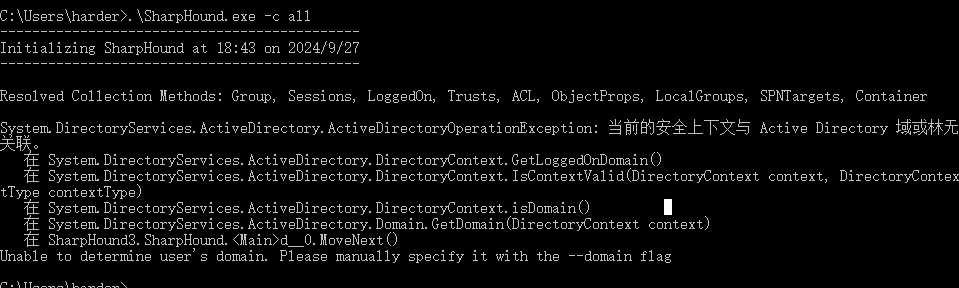 C:\Users\harder>.\SharpHound.exe -c all
-----------------------------------------------
Initializing SharpHound at 18:43 on 2024/9/27
-----------------------------------------------
Resolved Collection Methods: Group, Sessions, LoggedOn, Trusts, ACL, ObjectProps, LocalGroups, SPNTargets, Container
System.DirectoryServices.ActiveDirectory.ActiveDirectoryOperationException: 当前的安全上下文与 Active Directory 域或林无
关联。
在 System.DirectoryServices.ActiveDirectory.DirectoryContext.GetLoggedOnDomain()
在 System.DirectoryServices.ActiveDirectory.DirectoryContext.IsContextValid(DirectoryContext context, DirectoryContex
tType contextType)
在 System.DirectoryServices.ActiveDirectory.DirectoryContext.isDomain()
在 System.DirectoryServices.ActiveDirectory.Domain.GetDomain(DirectoryContext context)
在 SharpHound3.SharpHound.<Main>d__0.MoveNext()
Unable to determine user's domain. Please manually specify it with the --domain flag
C:\Users\harder>